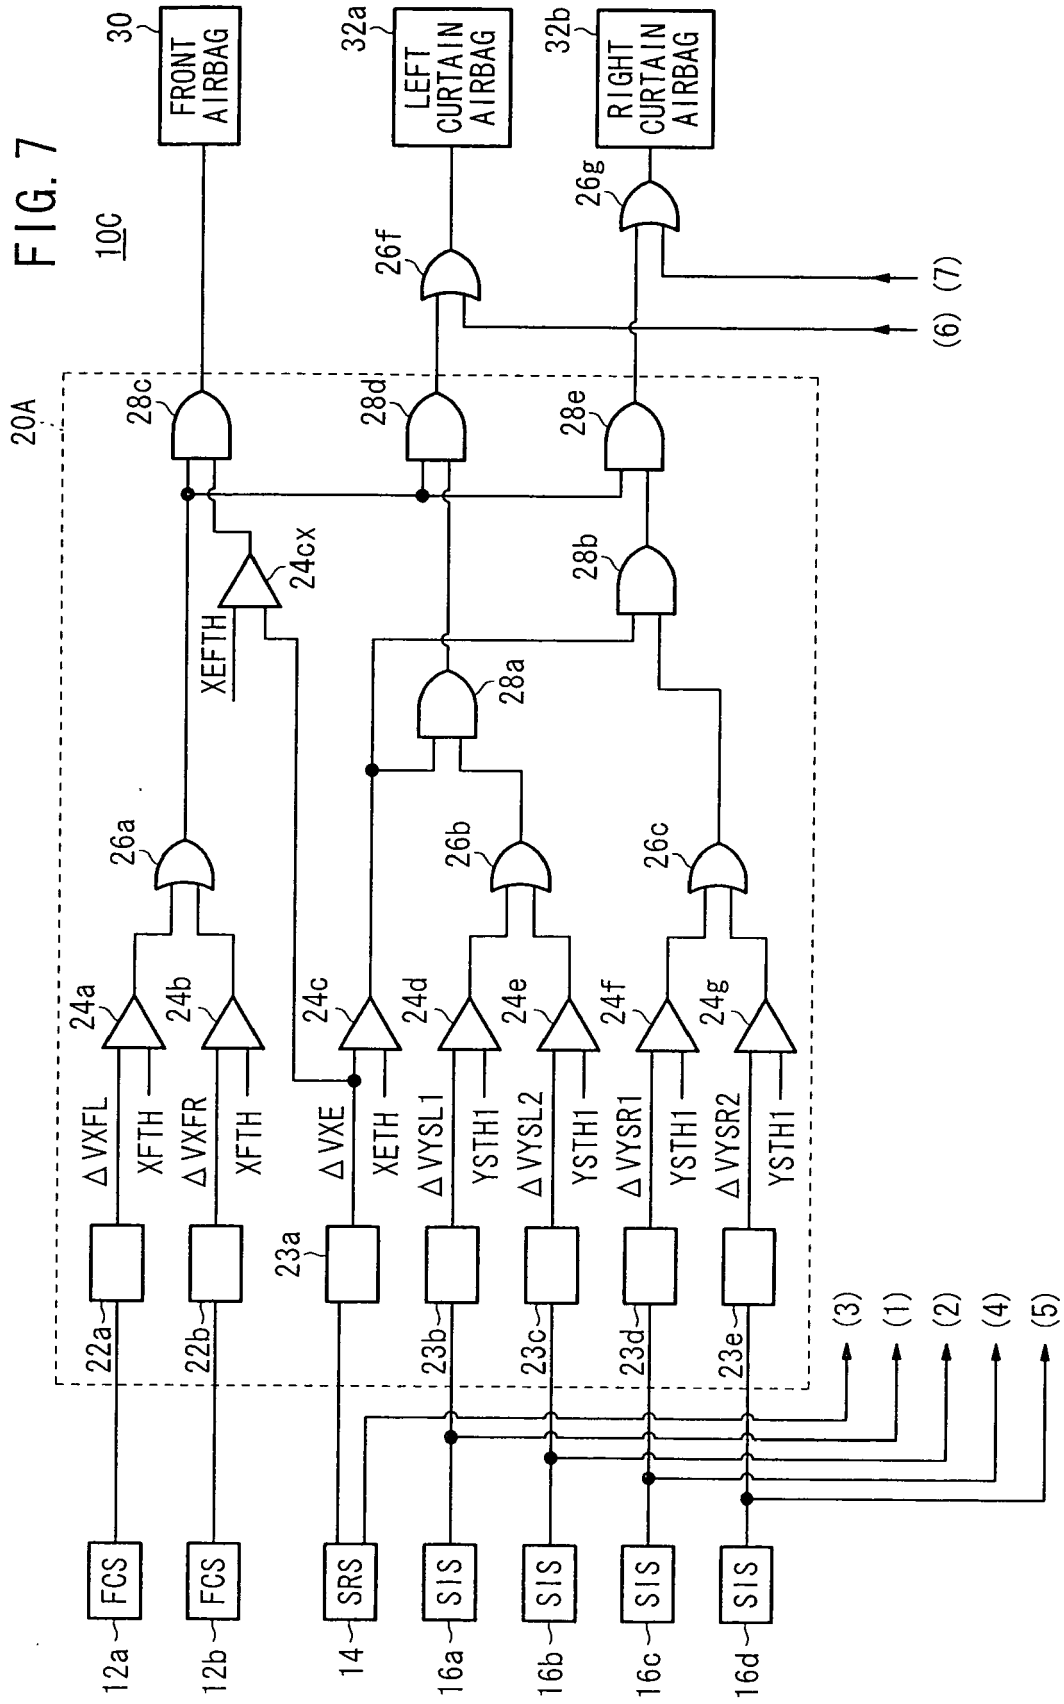 FIG. 7
10C
20A
12a
FCS
22a
ΔVXFL
XFTH
24a
12b
FCS
22b
ΔVXFR
XFTH
24b
26a
28c
30
FRONT
AIRBAG
XEFTH
24cx
14
SRS
23a
ΔVXE
XETH
24c
16a
SIS
23b
ΔVYSL1
YSTH1
24d
16b
SIS
23c
ΔVYSL2
YSTH1
24e
26b
28a
28d
26f
32a
LEFT
CURTAIN
AIRBAG
16c
SIS
23d
ΔVYSR1
YSTH1
24f
16d
SIS
23e
ΔVYSR2
YSTH1
24g
26c
28b
28e
26g
32b
RIGHT
CURTAIN
AIRBAG
(3)
(1)
(2)
(4)
(5)
(6)
(7)